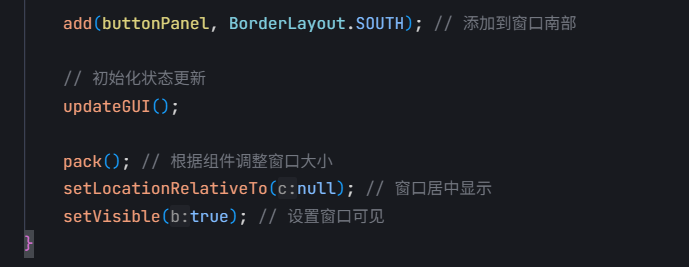 add(buttonPanel, BorderLayout.SOUTH); // 添加到窗口南部
// 初始化状态更新
updateGUI();
pack(); // 根据组件调整窗口大小
setLocationRelativeTo(c:null); // 窗口居中显示
setVisible(b:true); // 设置窗口可见
}